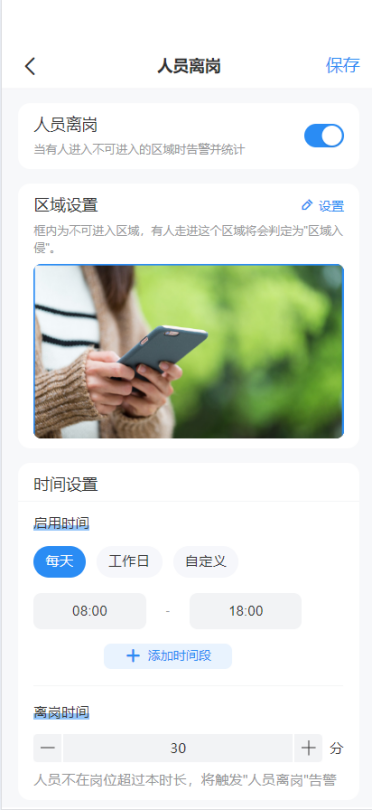 人员离岗
保存
人员离岗
当有人进入不可进入的区域时告警并统计
区域设置
设置
框内为不可进入区域，有人走进这个区域将会判定为"区域入
侵"。
时间设置
启用时间
每天
工作日
自定义
08:00 - 18:00
+ 添加时间段
离岗时间
— 30 + 分
人员不在岗位超过本时长，将触发"人员离岗"告警